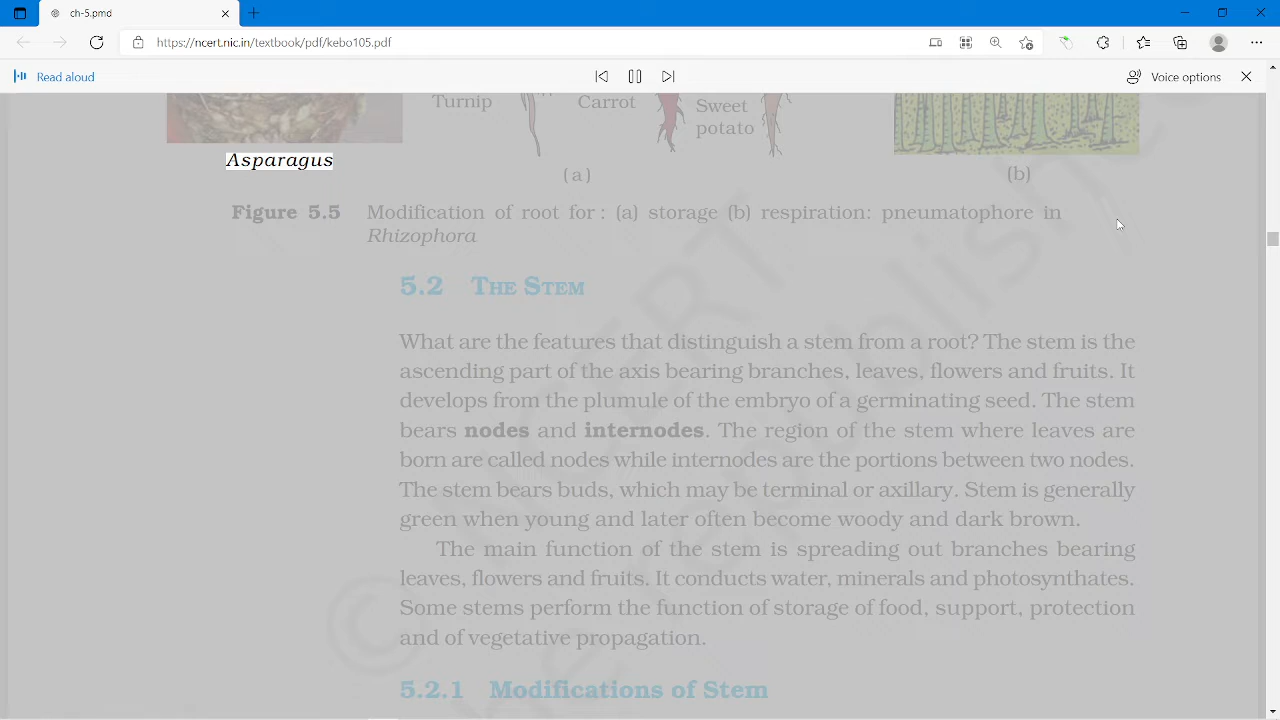 ch-5.pmd
https://ncert.nic.in/textbook/pdf/kebo105.pdf
Read aloud
Voice options
Turnip
Carrot
Sweet
potato
Asparagus
(a)
(b)
Figure 5.5 Modification of root for : (a) storage (b) respiration: pneumatophore in
Rhizophora
5.2 THE STEM
What are the features that distinguish a stem from a root? The stem is the
ascending part of the axis bearing branches, leaves, flowers and fruits. It
develops from the plumule of the embryo of a germinating seed. The stem
bears nodes and internodes. The region of the stem where leaves are
born are called nodes while internodes are the portions between two nodes.
The stem bears buds, which may be terminal or axillary. Stem is generally
green when young and later often become woody and dark brown.
The main function of the stem is spreading out branches bearing
leaves, flowers and fruits. It conducts water, minerals and photosynthates.
Some stems perform the function of storage of food, support, protection
and of vegetative propagation.
5.2.1 Modifications of Stem